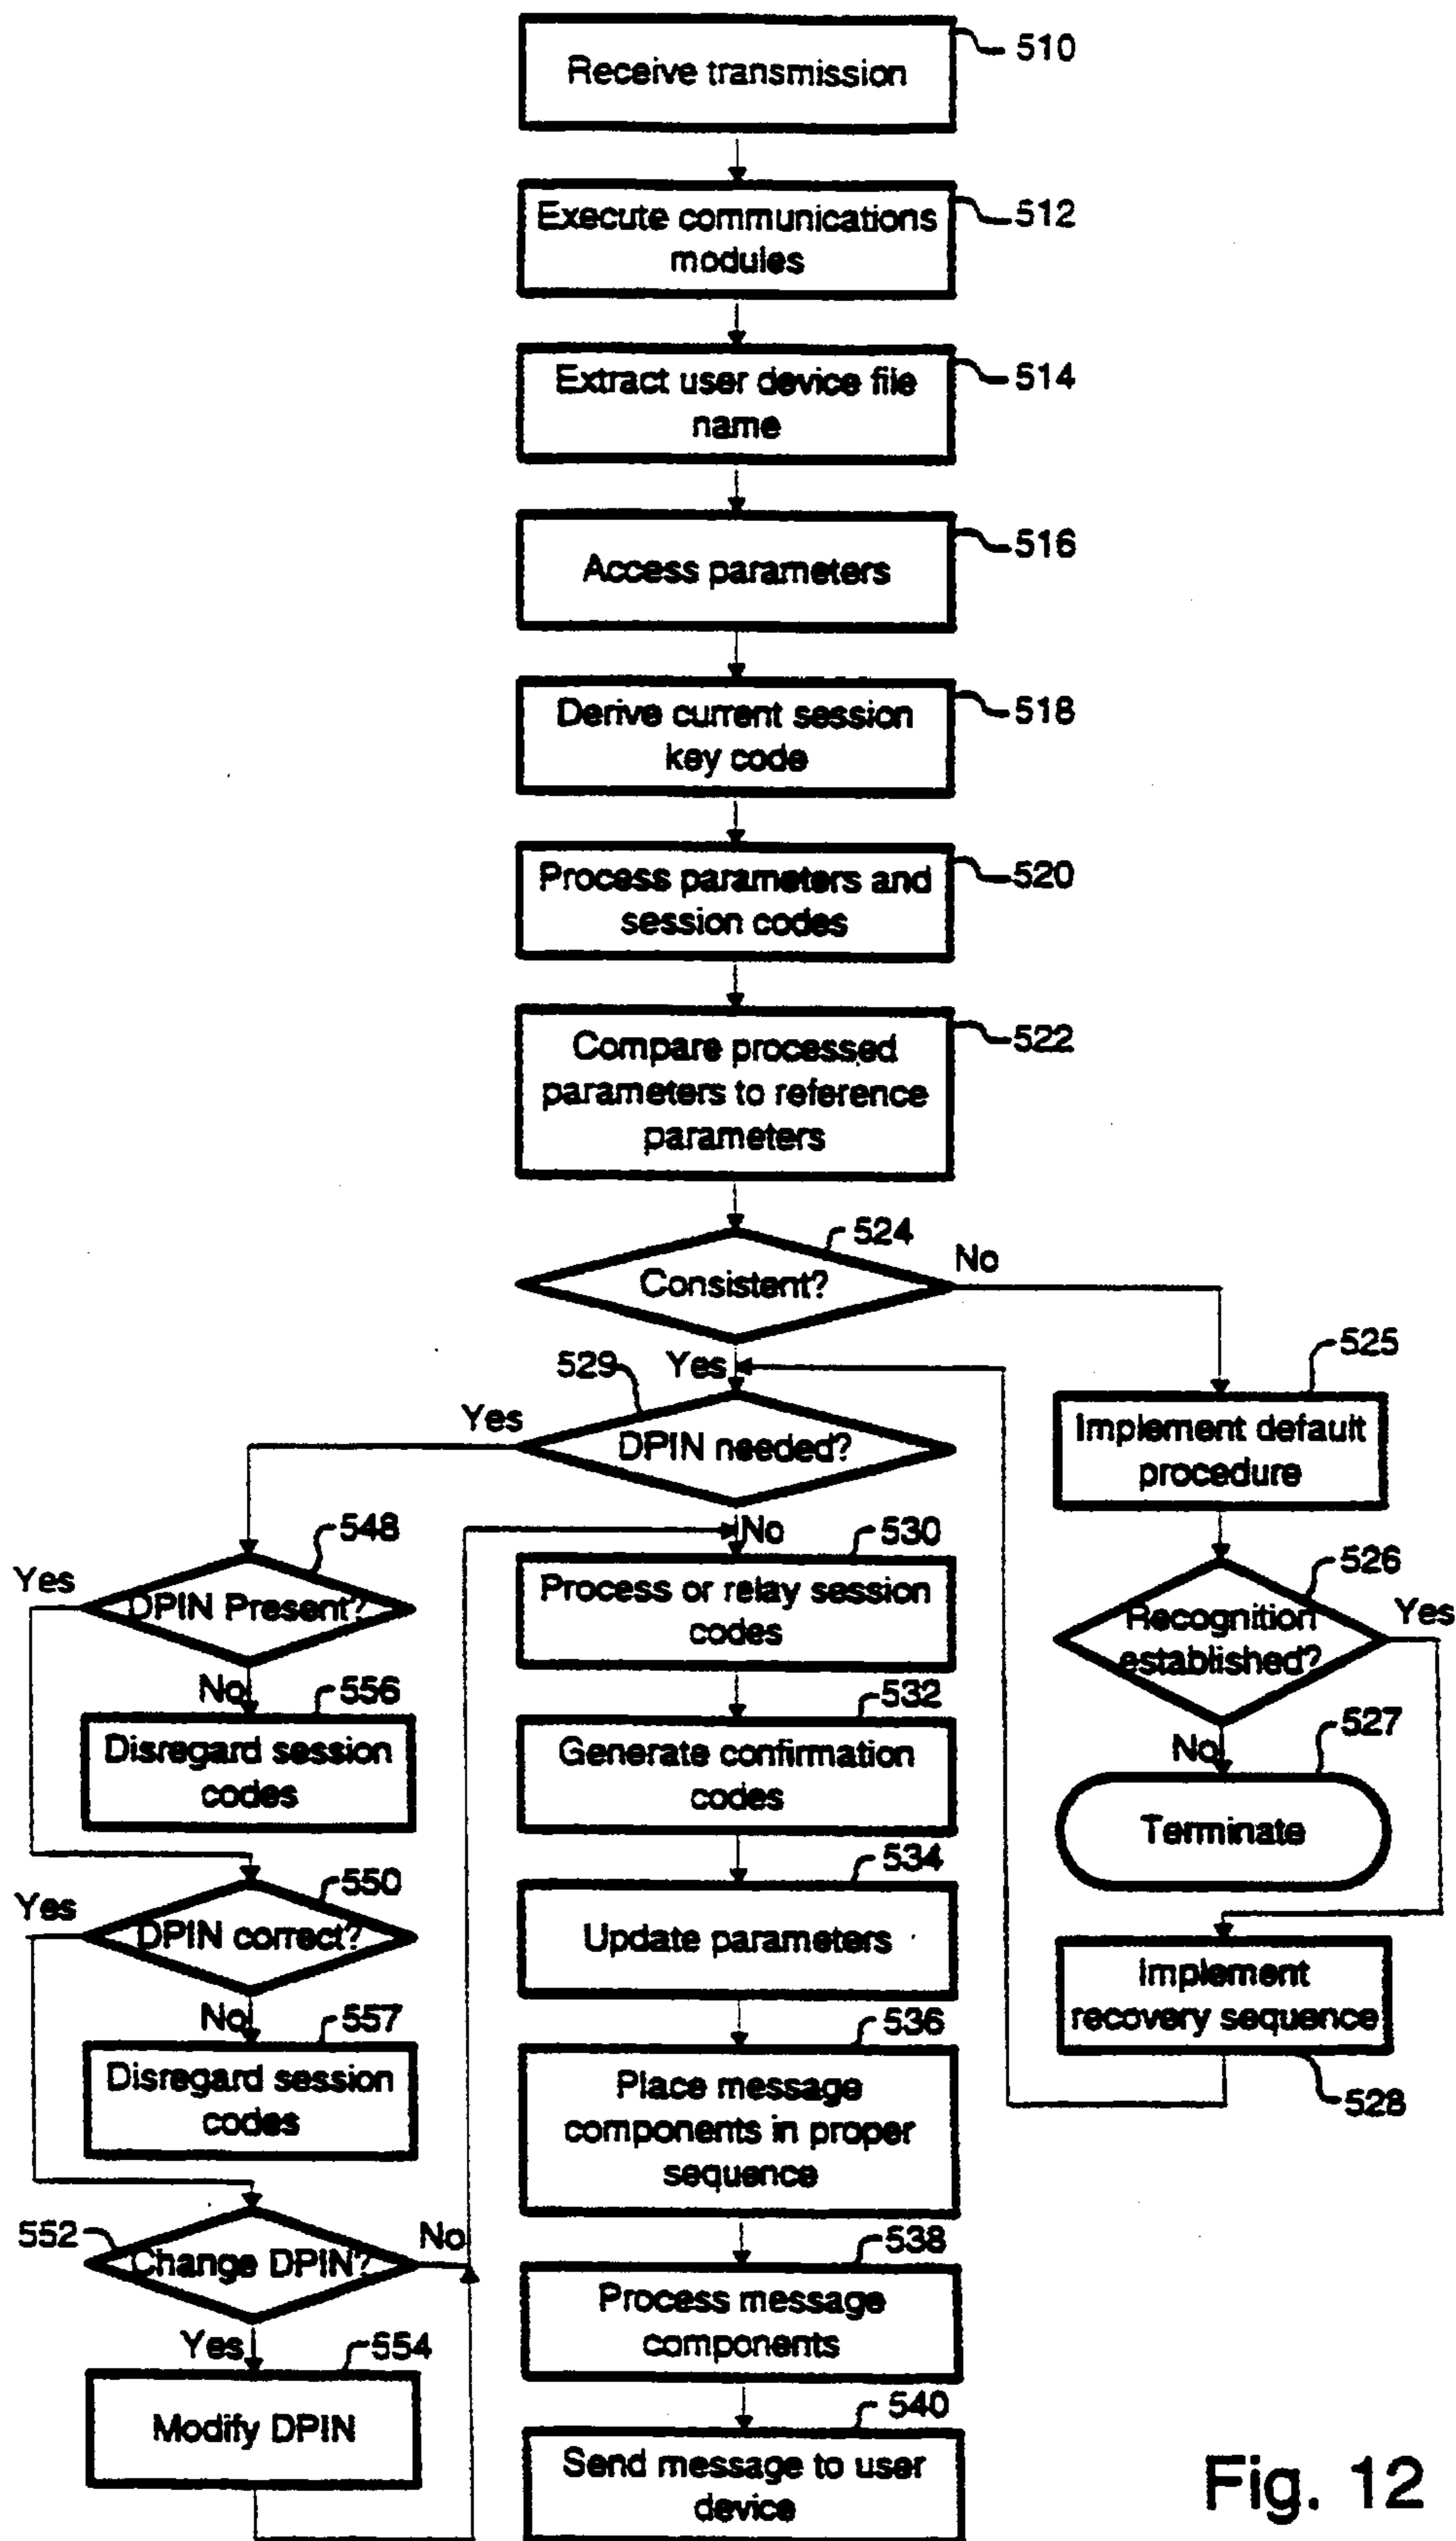 Receive transmission
510
Execute communications
modules
512
Extract user device file
name
514
Access parameters
516
Derive current session
key code
518
Process parameters and
session codes
520
Compare processed
parameters to reference
parameters
522
524
Consistent?
No
Yes
525
Implement default
procedure
529
Yes
DPIN needed?
No
526
Recognition
established?
Yes
No
527
Terminate
Implement
recovery sequence
528
548
Yes
DPIN Present?
No
556
Disregard session
codes
550
Yes
DPIN correct?
No
557
Disregard session
codes
552
Change DPIN?
No
Yes
554
Modify DPIN
530
Process or relay session
codes
532
Generate confirmation
codes
534
Update parameters
536
Place message
components in proper
sequence
538
Process message
components
540
Send message to user
device
Fig. 12